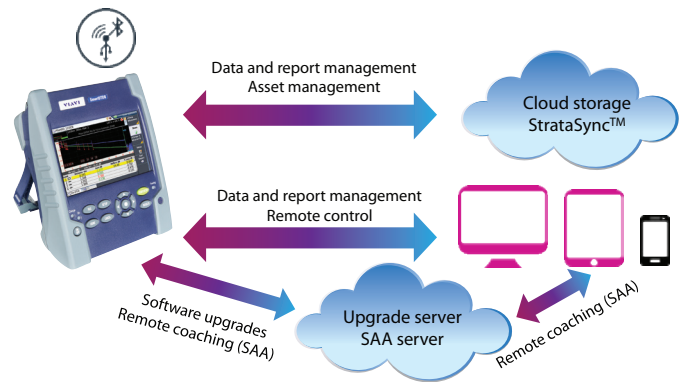 VIAVI
Data and report management
Asset management
Cloud storage
StrataSync™
Data and report management
Remote control
Software upgrades
Remote coaching (SAA)
Upgrade server
SAA server
Remote coaching (SAA)